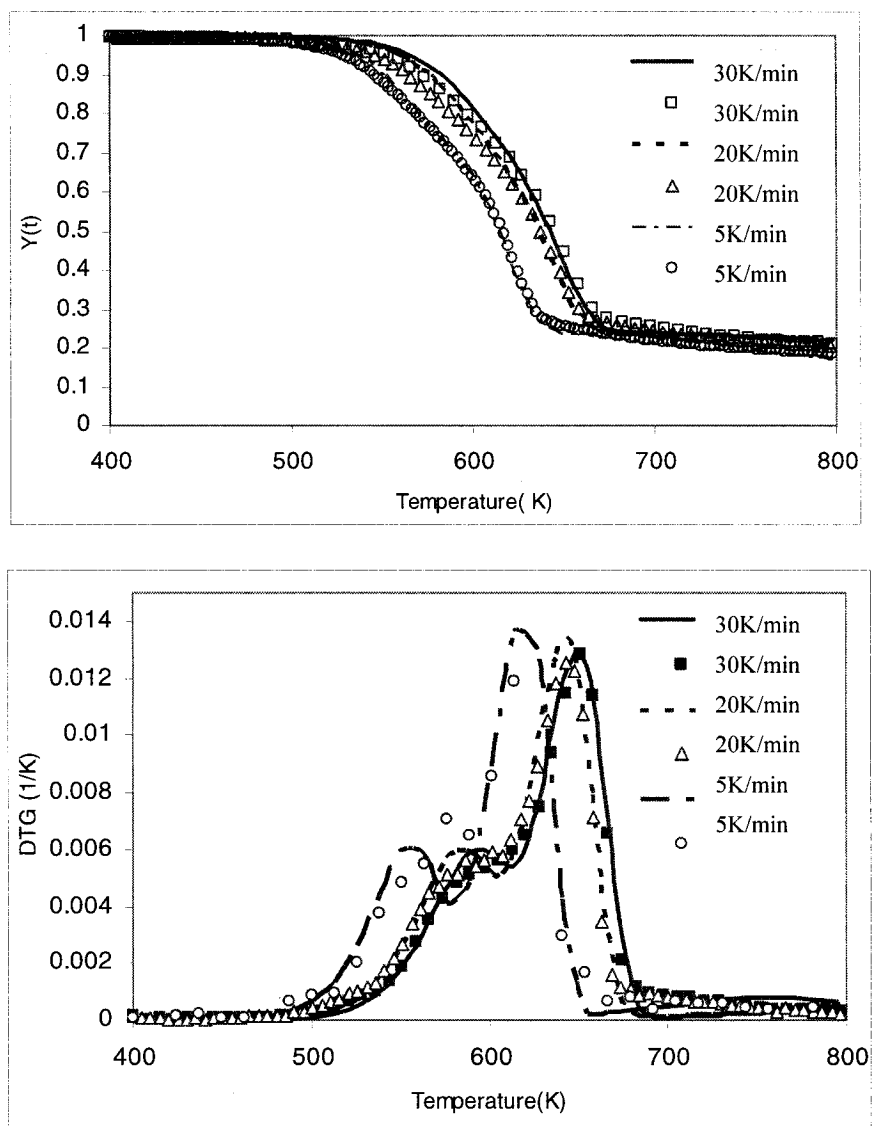 1
0.9
0.8
0.7
0.6
0.5
0.4
0.3
0.2
0.1
0
Y(t)
400
500
600
700
800
Temperature( K)
30K/min
30K/min
20K/min
20K/min
5K/min
5K/min
0.014
0.012
0.01
0.008
0.006
0.004
0.002
0
DTG (1/K)
400
500
600
700
800
Temperature(K)
30K/min
30K/min
20K/min
20K/min
5K/min
5K/min